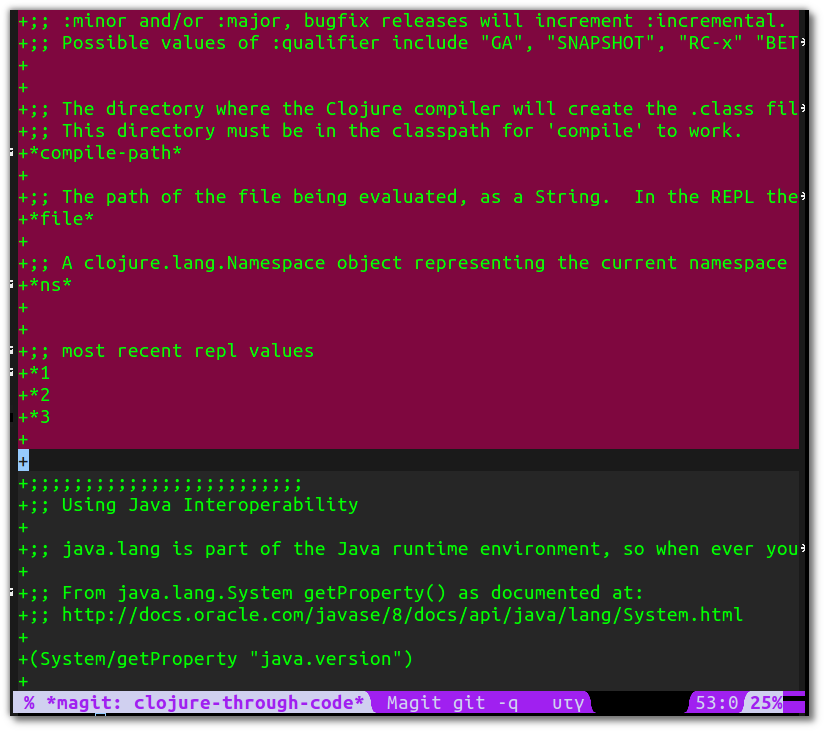 +;; :minor and/or :major, bugfix releases will increment :incremental.
+;; Possible values of :qualifier include "GA", "SNAPSHOT", "RC-x" "BET
+
+
+;; The directory where the Clojure compiler will create the .class fil
+;; This directory must be in the classpath for 'compile' to work.
+*compile-path*
+
+;; The path of the file being evaluated, as a String.  In the REPL the
+*file*
+
+;; A clojure.lang.Namespace object representing the current namespace
+*ns*
+
+
+;; most recent repl values
+*1
+*2
+*3
+
+
+;;;;;;;;;;;;;;;;;;;;;;;;;
+;; Using Java Interoperability
+
+;; java.lang is part of the Java runtime environment, so when ever you
+
+;; From java.lang.System getProperty() as documented at:
+;; http://docs.oracle.com/javase/8/docs/api/java/lang/System.html
+
+(System/getProperty "java.version")
+
% *magit: clojure-through-code* Magit git -q 53:0 25%